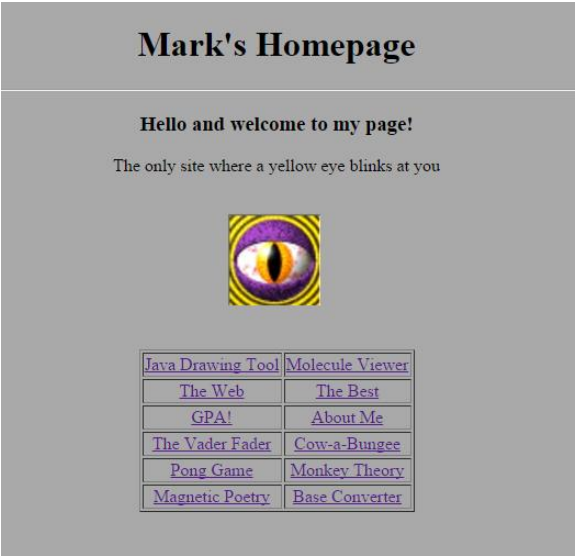 Mark's Homepage
Hello and welcome to my page!
The only site where a yellow eye blinks at you
Java Drawing Tool Molecule Viewer
The Web The Best
GPA! About Me
The Vader Fader Cow-a-Bungee
Pong Game Monkey Theory
Magnetic Poetry Base Converter